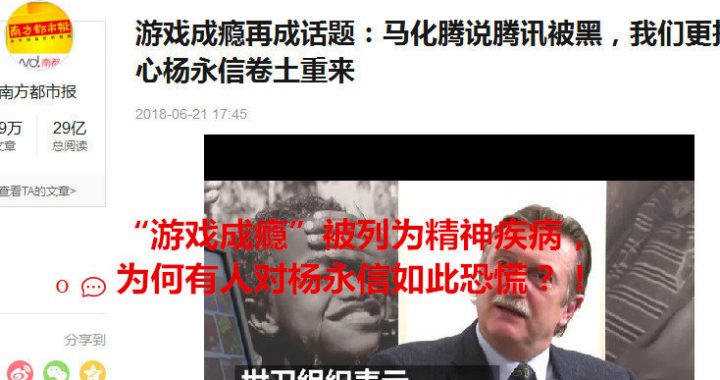 南方都市报
南都
游戏成瘾再成话题：马化腾说腾讯被黑，我们更
心杨永信卷土重来
2018-06-21 17:45
南方都市报
9万
29亿
文章
总阅读
查看TA的文章>
“游戏成瘾”被列为精神疾病，
为何有人对杨永信如此恐慌？！
0
分享到
世卫组织表示